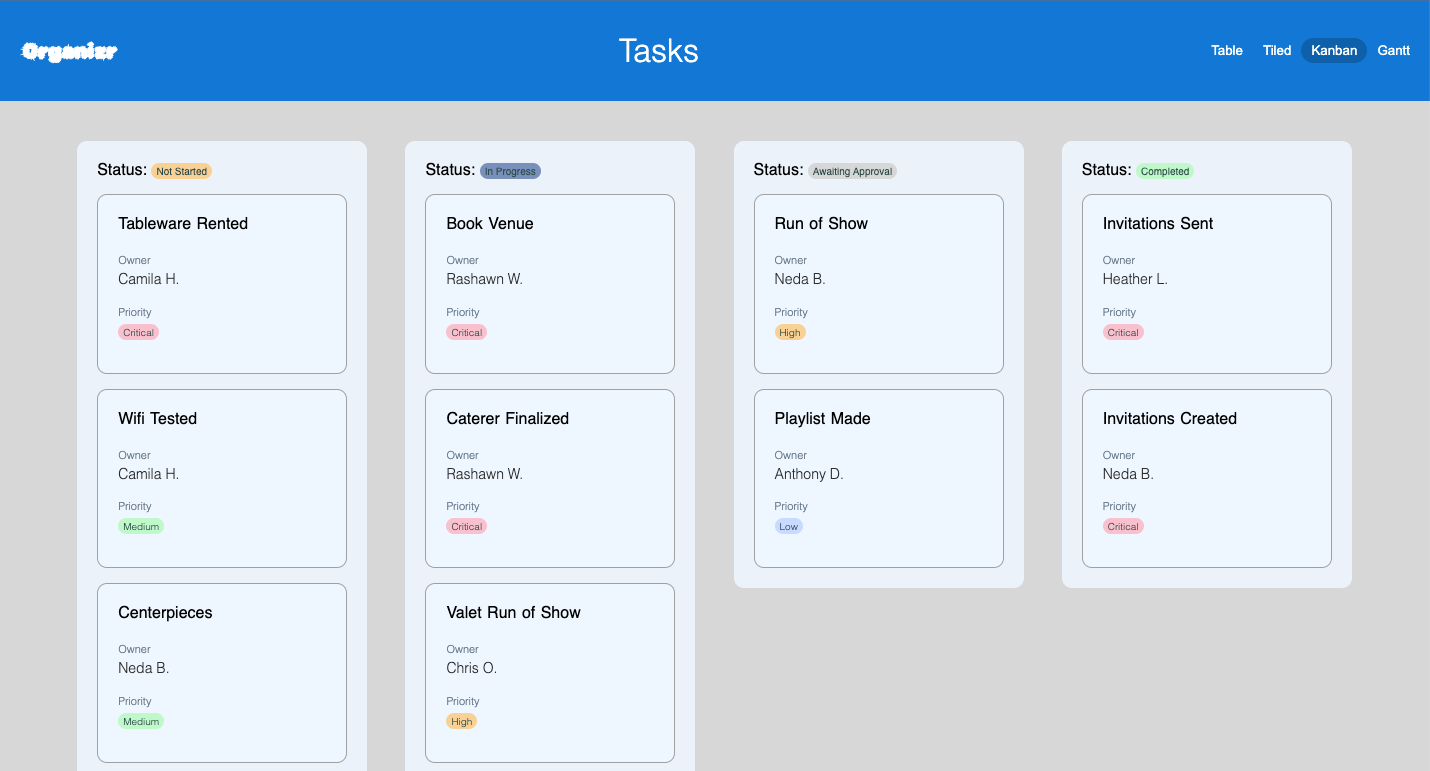 Organizr
Tasks
Table Tiled Kanban Gantt
Status: Not Started
Tableware Rented
Owner
Camila H.
Priority
Critical
Wifi Tested
Owner
Camila H.
Priority
Medium
Centerpieces
Owner
Neda B.
Priority
Medium
Status: In Progress
Book Venue
Owner
Rashawn W.
Priority
Critical
Caterer Finalized
Owner
Rashawn W.
Priority
Critical
Valet Run of Show
Owner
Chris O.
Priority
High
Status: Awaiting Approval
Run of Show
Owner
Neda B.
Priority
High
Playlist Made
Owner
Anthony D.
Priority
Low
Status: Completed
Invitations Sent
Owner
Heather L.
Priority
Critical
Invitations Created
Owner
Neda B.
Priority
Critical